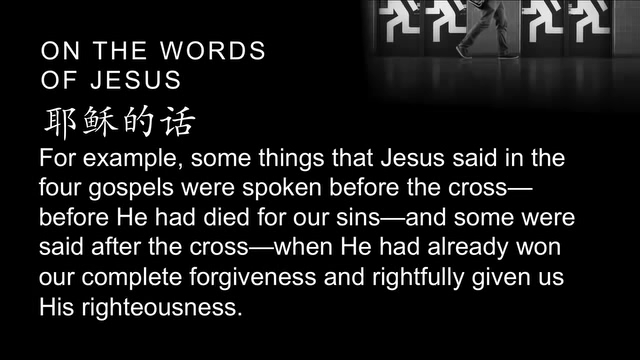 ON THE WORDS
OF JESUS
耶稣的话
For example, some things that Jesus said in the
four gospels were spoken before the cross—
before He had died for our sins—and some were
said after the cross—when He had already won
our complete forgiveness and rightfully given us
His righteousness.